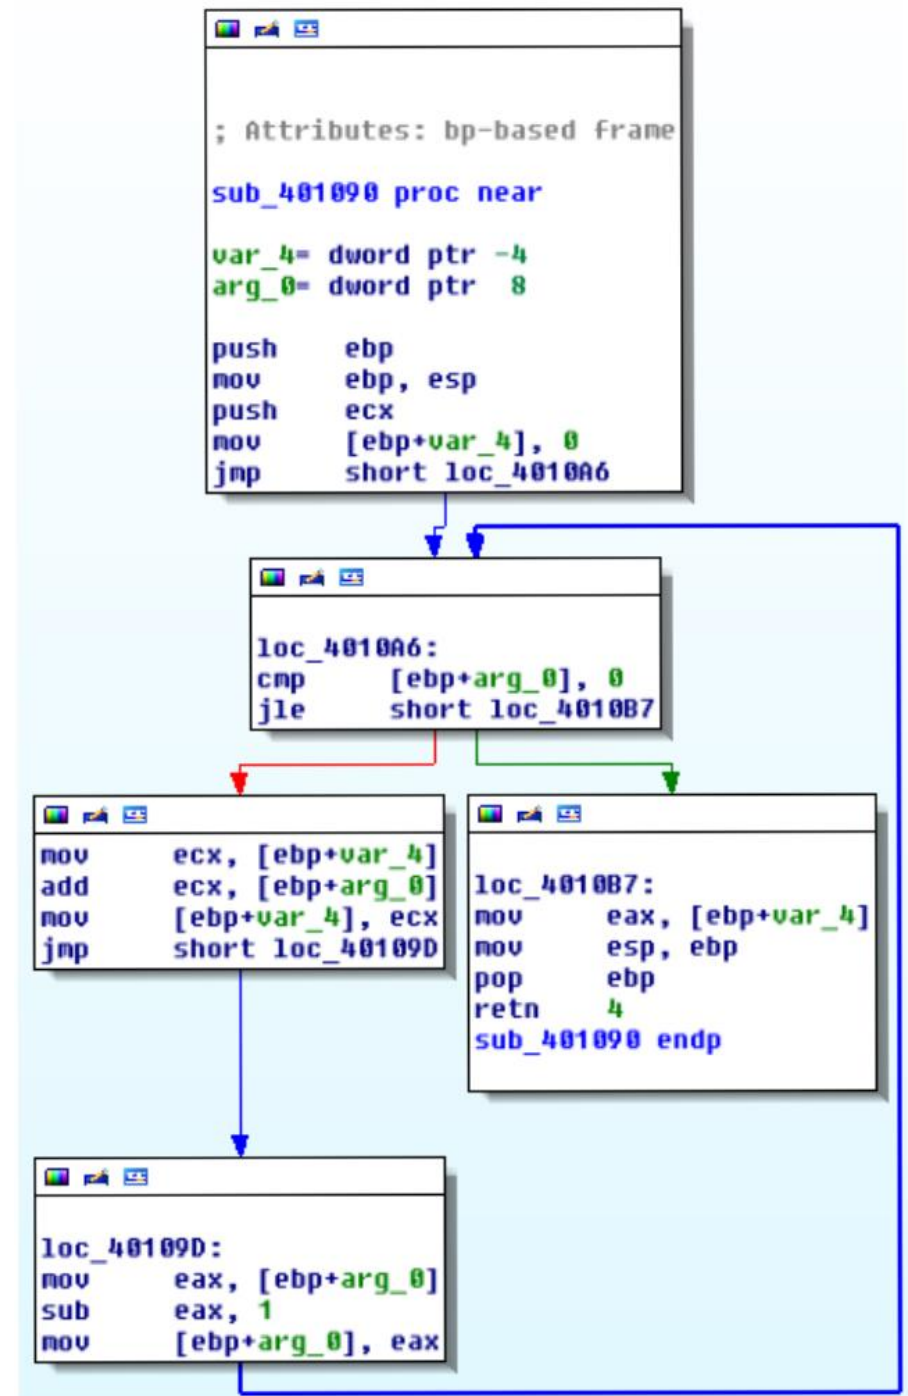 ; Attributes: bp-based frame
sub_401090 proc near
var_4= dword ptr -4
arg_0= dword ptr  8
push    ebp
mov     ebp, esp
push    ecx
mov     [ebp+var_4], 0
jmp     short loc_4010A6
loc_4010A6:
cmp     [ebp+arg_0], 0
jle     short loc_4010B7
mov     ecx, [ebp+var_4]
add     ecx, [ebp+arg_0]
mov     [ebp+var_4], ecx
jmp     short loc_40109D
loc_4010B7:
mov     eax, [ebp+var_4]
mov     esp, ebp
pop     ebp
retn    4
sub_401090 endp
loc_40109D:
mov     eax, [ebp+arg_0]
sub     eax, 1
mov     [ebp+arg_0], eax